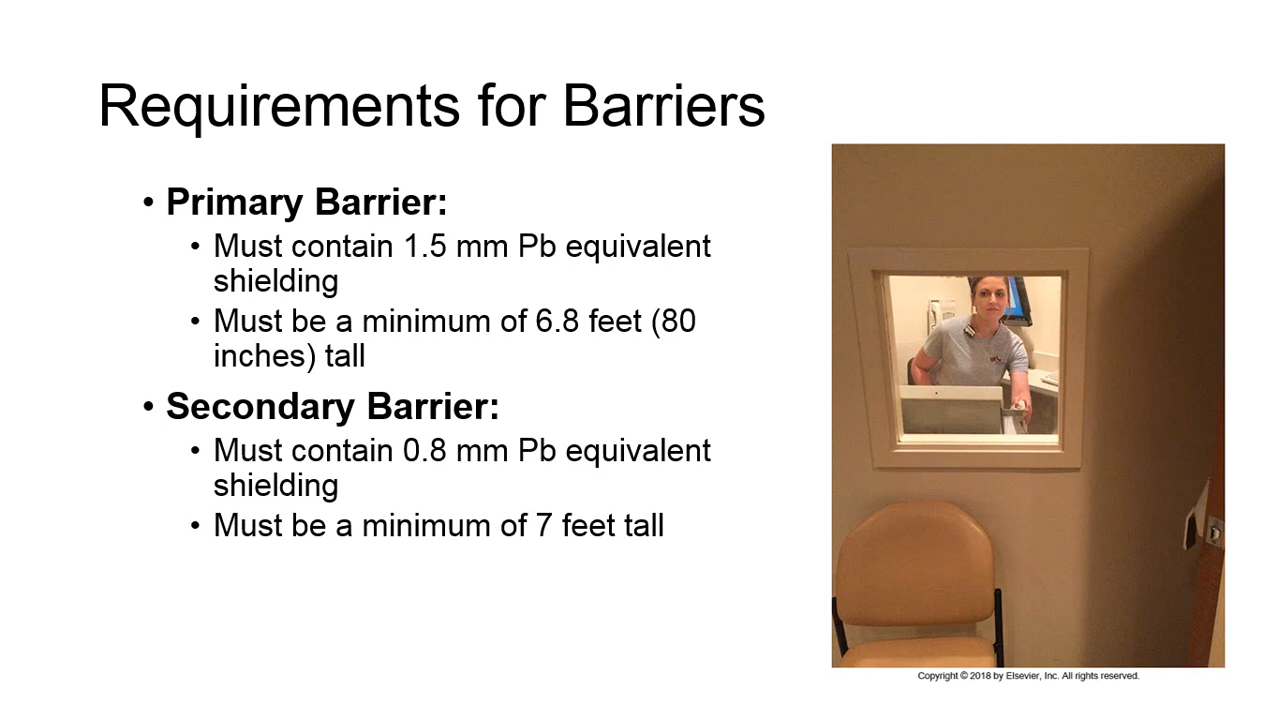 Requirements for Barriers
• Primary Barrier:
• Must contain 1.5 mm Pb equivalent
shielding
• Must be a minimum of 6.8 feet (80
inches) tall
• Secondary Barrier:
• Must contain 0.8 mm Pb equivalent
shielding
• Must be a minimum of 7 feet tall
Copyright © 2018 by Elsevier, Inc. All rights reserved.